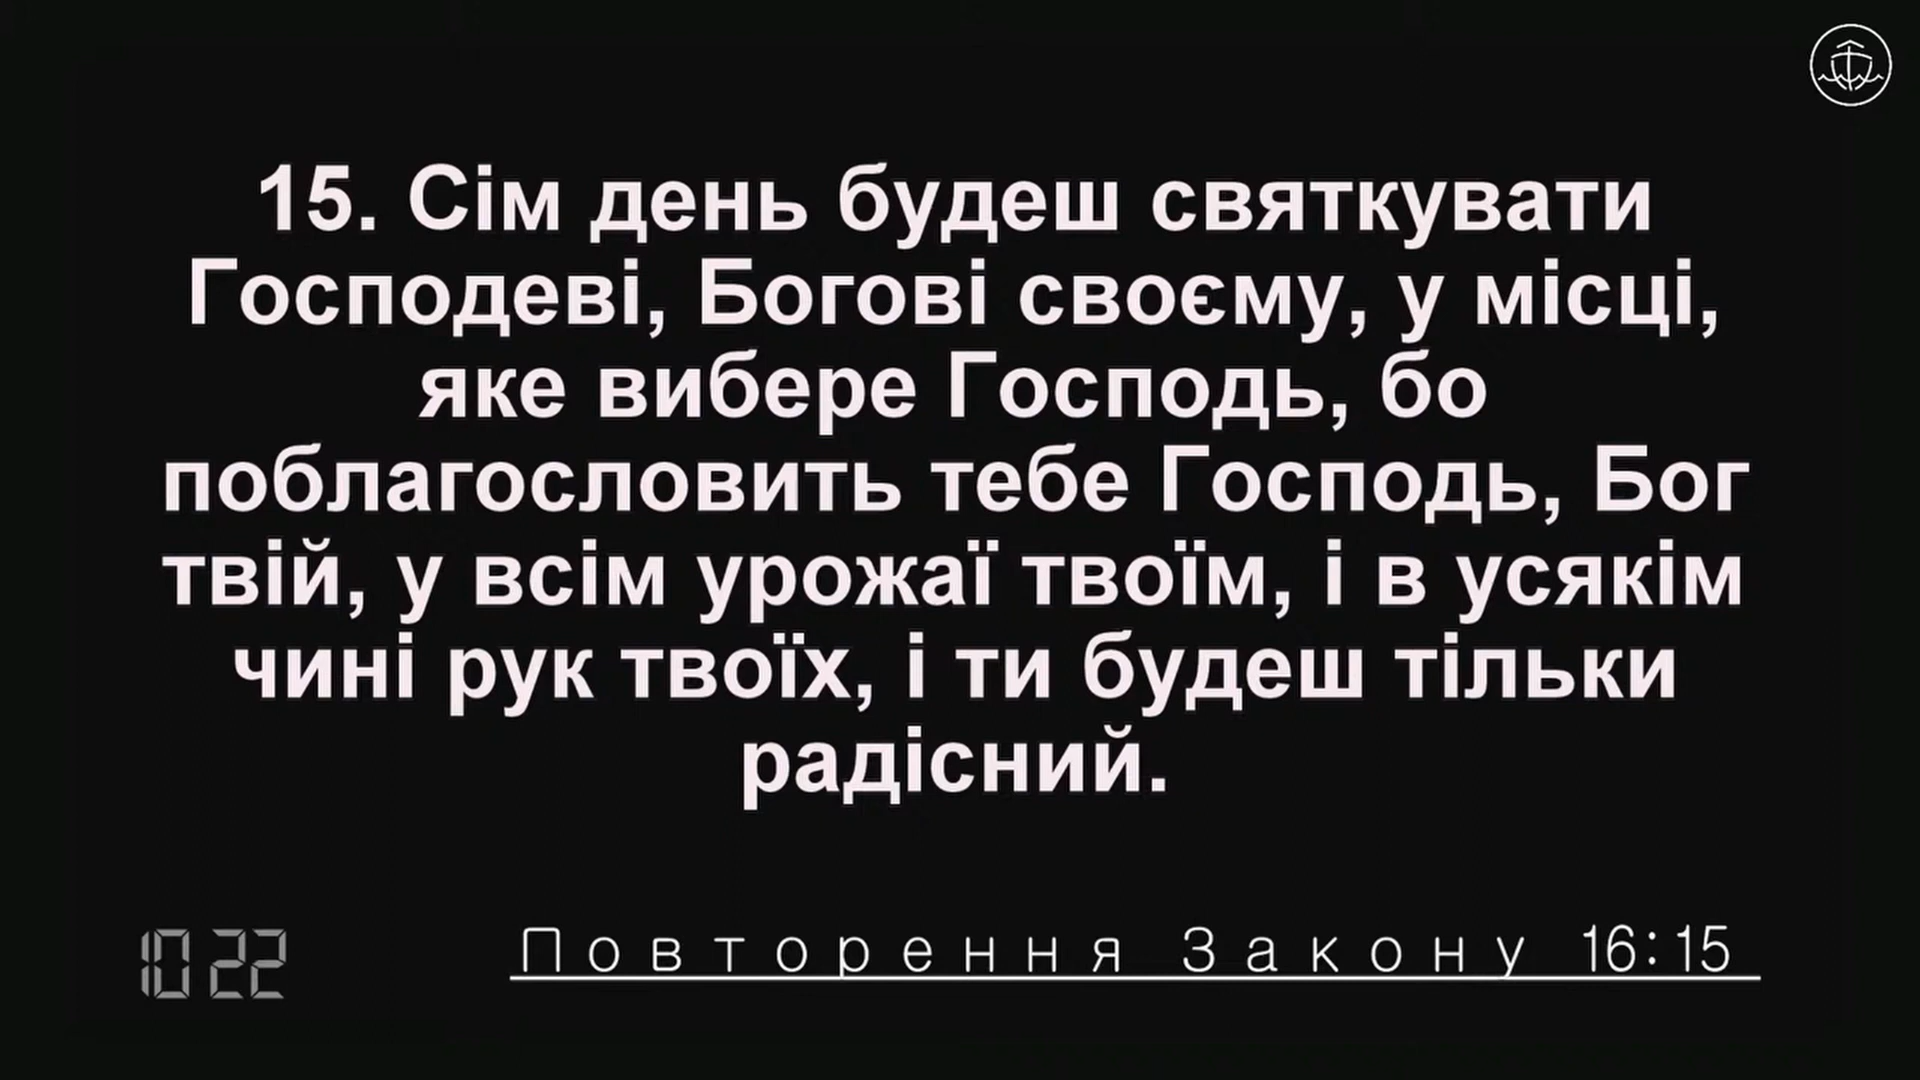 15. Сім день будеш святкувати
Господеві, Богові своєму, у місці,
яке вибере Господь, бо
поблагословить тебе Господь, Бог
твій, у всім урожаї твоїм, і в усякім
чині рук твоїх, і ти будеш тільки
радісний.
10 22
Повторення Закону 16:15